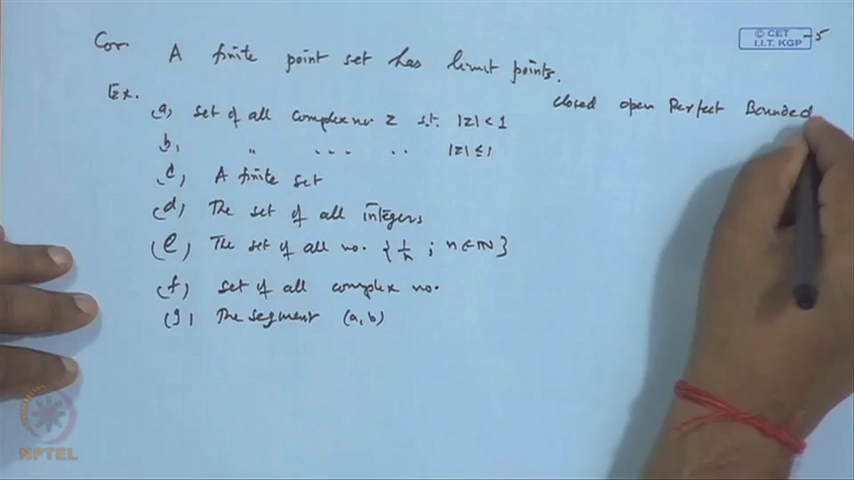 © CET
I.I.T. KGP
-5
Cor. A finite point set has limit points.
Ex.
closed open Perfect Bounded
(a) set of all complex no. z s.t. |z| < 1
b, " ... .. |z| ≤ 1
(c) A finite set
(d) The set of all integers
(e) The set of all no. {1/n ; n ∈ IN}
(f) set of all complex no.
(g) The segment (a, b)
NPTEL